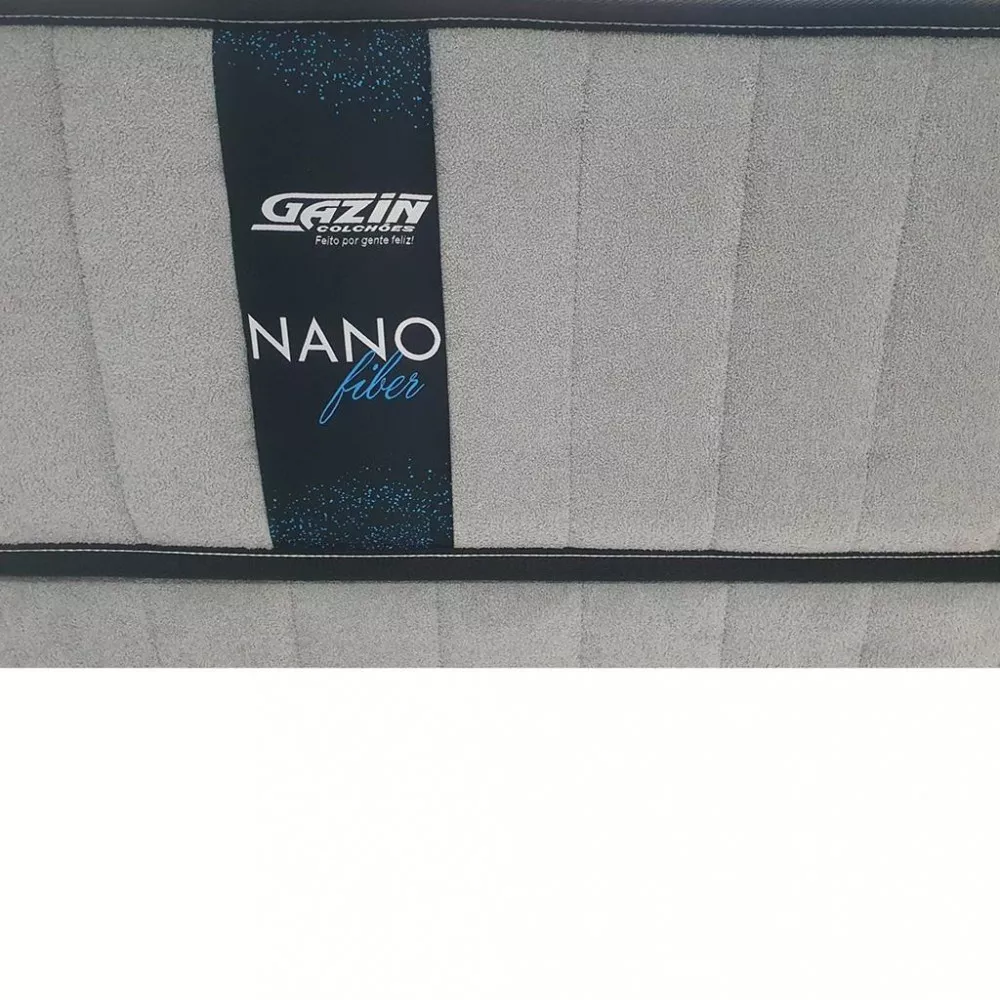 GAZIN
COLCHÕES
Feito por gente feliz!
NANO
fiber